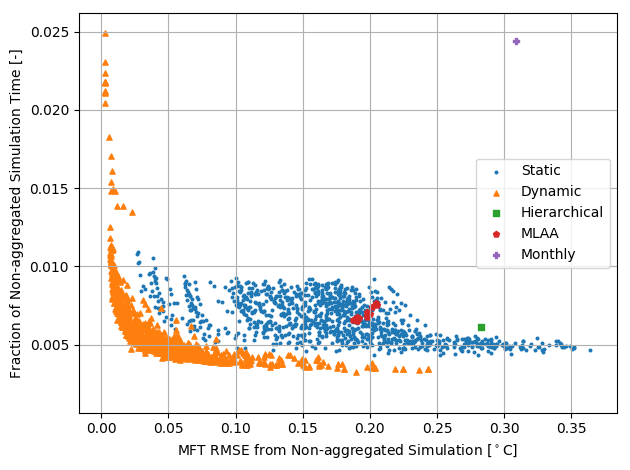 Fraction of Non-aggregated Simulation Time [-]
0.025
0.020
0.015
0.010
0.005
Static
Dynamic
Hierarchical
MLAA
Monthly
0.00 0.05 0.10 0.15 0.20 0.25 0.30 0.35
MFT RMSE from Non-aggregated Simulation [°C]